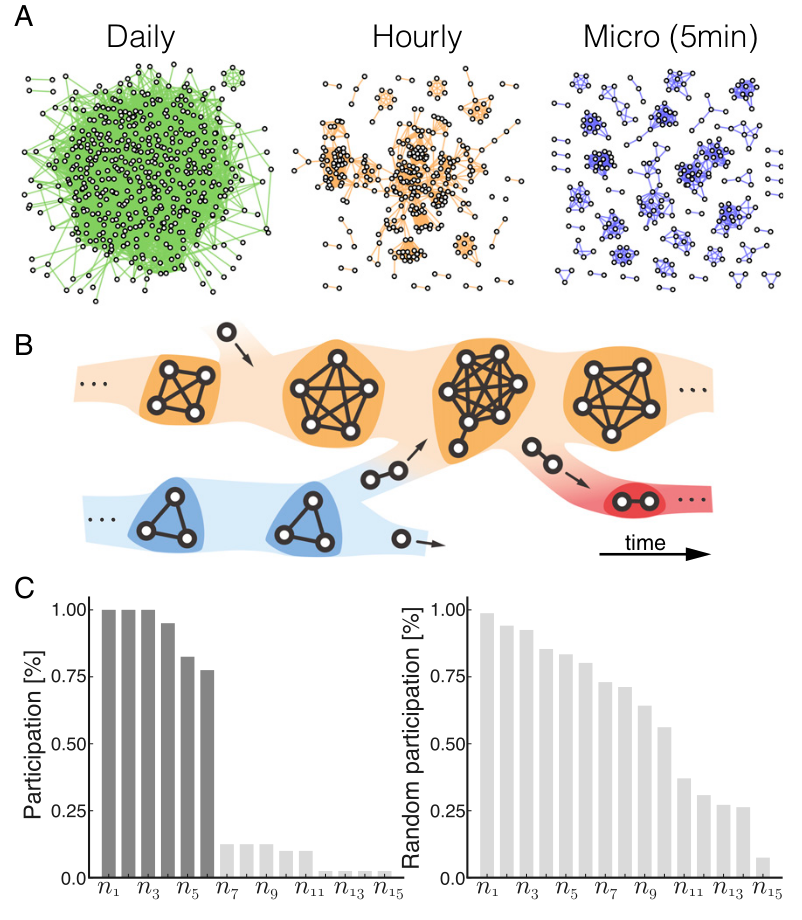 A
Daily Hourly Micro (5min)
B
...
...
...
...
time
C
Participation [%]
1.00
0.75
0.50
0.25
0.0
n₁ n₃ n₅ n₇ n₉ n₁₁ n₁₃ n₁₅
Random participation [%]
1.00
0.75
0.50
0.25
0.0
n₁ n₃ n₅ n₇ n₉ n₁₁ n₁₃ n₁₅